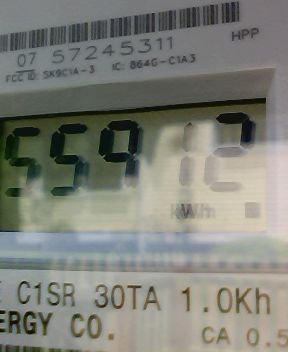 07 57245311
HPP
FCC ID: SK9C1A-3 IC: 864G-C1A3
55912
kWh
C1SR 30TA 1.0Kh
ERGY CO.
CA 0.5